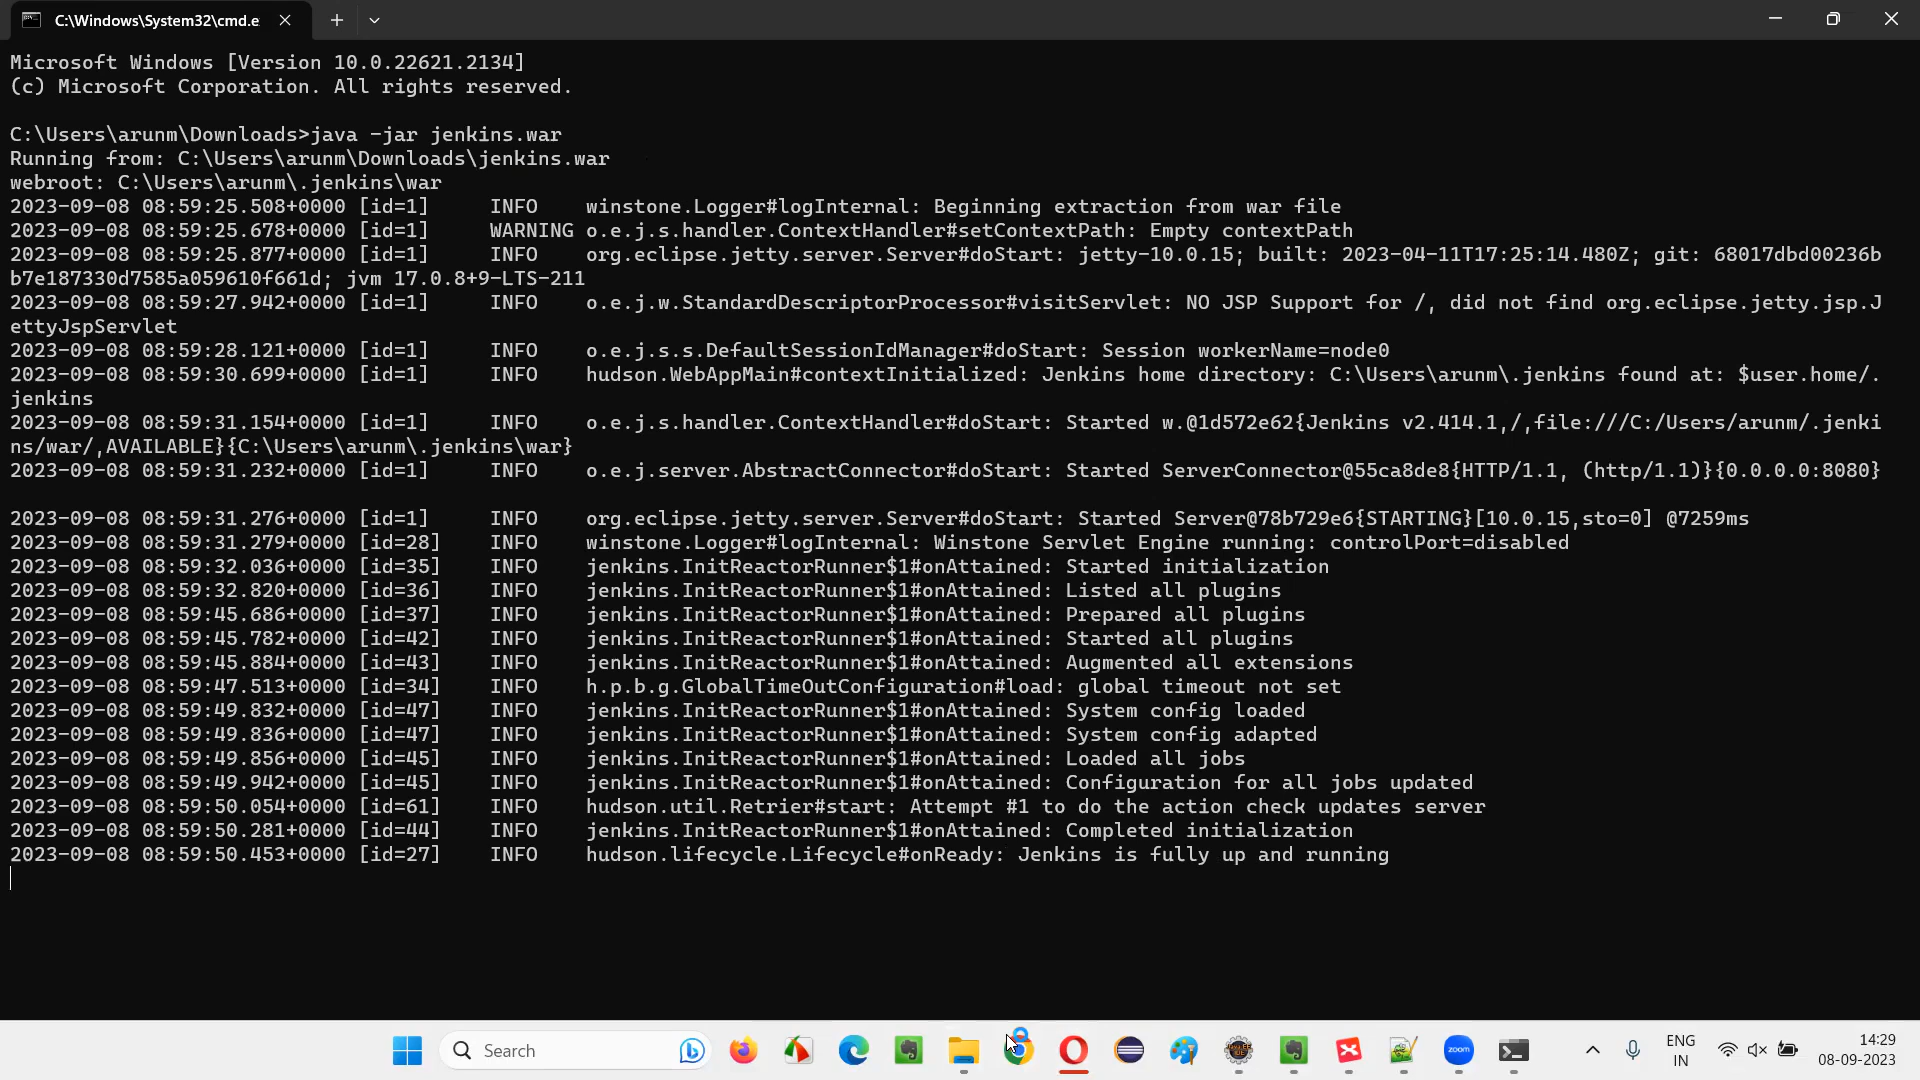 C:\Windows\System32\cmd.e
Microsoft Windows [Version 10.0.22621.2134]
(c) Microsoft Corporation. All rights reserved.
C:\Users\arunm\Downloads>java -jar jenkins.war
Running from: C:\Users\arunm\Downloads\jenkins.war
webroot: C:\Users\arunm\.jenkins\war
2023-09-08 08:59:25.508+0000 [id=1] INFO winstone.Logger#logInternal: Beginning extraction from war file
2023-09-08 08:59:25.678+0000 [id=1] WARNING o.e.j.s.handler.ContextHandler#setContextPath: Empty contextPath
2023-09-08 08:59:25.877+0000 [id=1] INFO org.eclipse.jetty.server.Server#doStart: jetty-10.0.15; built: 2023-04-11T17:25:14.480Z; git: 68017dbd00236b
b7e187330d7585a059610f661d; jvm 17.0.8+9-LTS-211
2023-09-08 08:59:27.942+0000 [id=1] INFO o.e.j.w.StandardDescriptorProcessor#visitServlet: NO JSP Support for /, did not find org.eclipse.jetty.jsp.J
ettyJspServlet
2023-09-08 08:59:28.121+0000 [id=1] INFO o.e.j.s.s.DefaultSessionIdManager#doStart: Session workerName=node0
2023-09-08 08:59:30.699+0000 [id=1] INFO hudson.WebAppMain#contextInitialized: Jenkins home directory: C:\Users\arunm\.jenkins found at: $user.home/.
jenkins
2023-09-08 08:59:31.154+0000 [id=1] INFO o.e.j.s.handler.ContextHandler#doStart: Started w.@1d572e62{Jenkins v2.414.1,/,file:///C:/Users/arunm/.jenki
ns/war/,AVAILABLE}{C:\Users\arunm\.jenkins\war}
2023-09-08 08:59:31.232+0000 [id=1] INFO o.e.j.server.AbstractConnector#doStart: Started ServerConnector@55ca8de8{HTTP/1.1, (http/1.1)}{0.0.0.0:8080}
2023-09-08 08:59:31.276+0000 [id=1] INFO org.eclipse.jetty.server.Server#doStart: Started Server@78b729e6{STARTING}[10.0.15,sto=0] @7259ms
2023-09-08 08:59:31.279+0000 [id=28] INFO winstone.Logger#logInternal: Winstone Servlet Engine running: controlPort=disabled
2023-09-08 08:59:32.036+0000 [id=35] INFO jenkins.InitReactorRunner$1#onAttained: Started initialization
2023-09-08 08:59:32.820+0000 [id=36] INFO jenkins.InitReactorRunner$1#onAttained: Listed all plugins
2023-09-08 08:59:45.686+0000 [id=37] INFO jenkins.InitReactorRunner$1#onAttained: Prepared all plugins
2023-09-08 08:59:45.782+0000 [id=42] INFO jenkins.InitReactorRunner$1#onAttained: Started all plugins
2023-09-08 08:59:45.884+0000 [id=43] INFO jenkins.InitReactorRunner$1#onAttained: Augmented all extensions
2023-09-08 08:59:47.513+0000 [id=34] INFO h.p.b.g.GlobalTimeOutConfiguration#load: global timeout not set
2023-09-08 08:59:49.832+0000 [id=47] INFO jenkins.InitReactorRunner$1#onAttained: System config loaded
2023-09-08 08:59:49.836+0000 [id=47] INFO jenkins.InitReactorRunner$1#onAttained: System config adapted
2023-09-08 08:59:49.856+0000 [id=45] INFO jenkins.InitReactorRunner$1#onAttained: Loaded all jobs
2023-09-08 08:59:49.942+0000 [id=45] INFO jenkins.InitReactorRunner$1#onAttained: Configuration for all jobs updated
2023-09-08 08:59:50.054+0000 [id=61] INFO hudson.util.Retrier#start: Attempt #1 to do the action check updates server
2023-09-08 08:59:50.281+0000 [id=44] INFO jenkins.InitReactorRunner$1#onAttained: Completed initialization
2023-09-08 08:59:50.453+0000 [id=27] INFO hudson.lifecycle.Lifecycle#onReady: Jenkins is fully up and running
Search
zoom
ENG
IN
14:29
08-09-2023